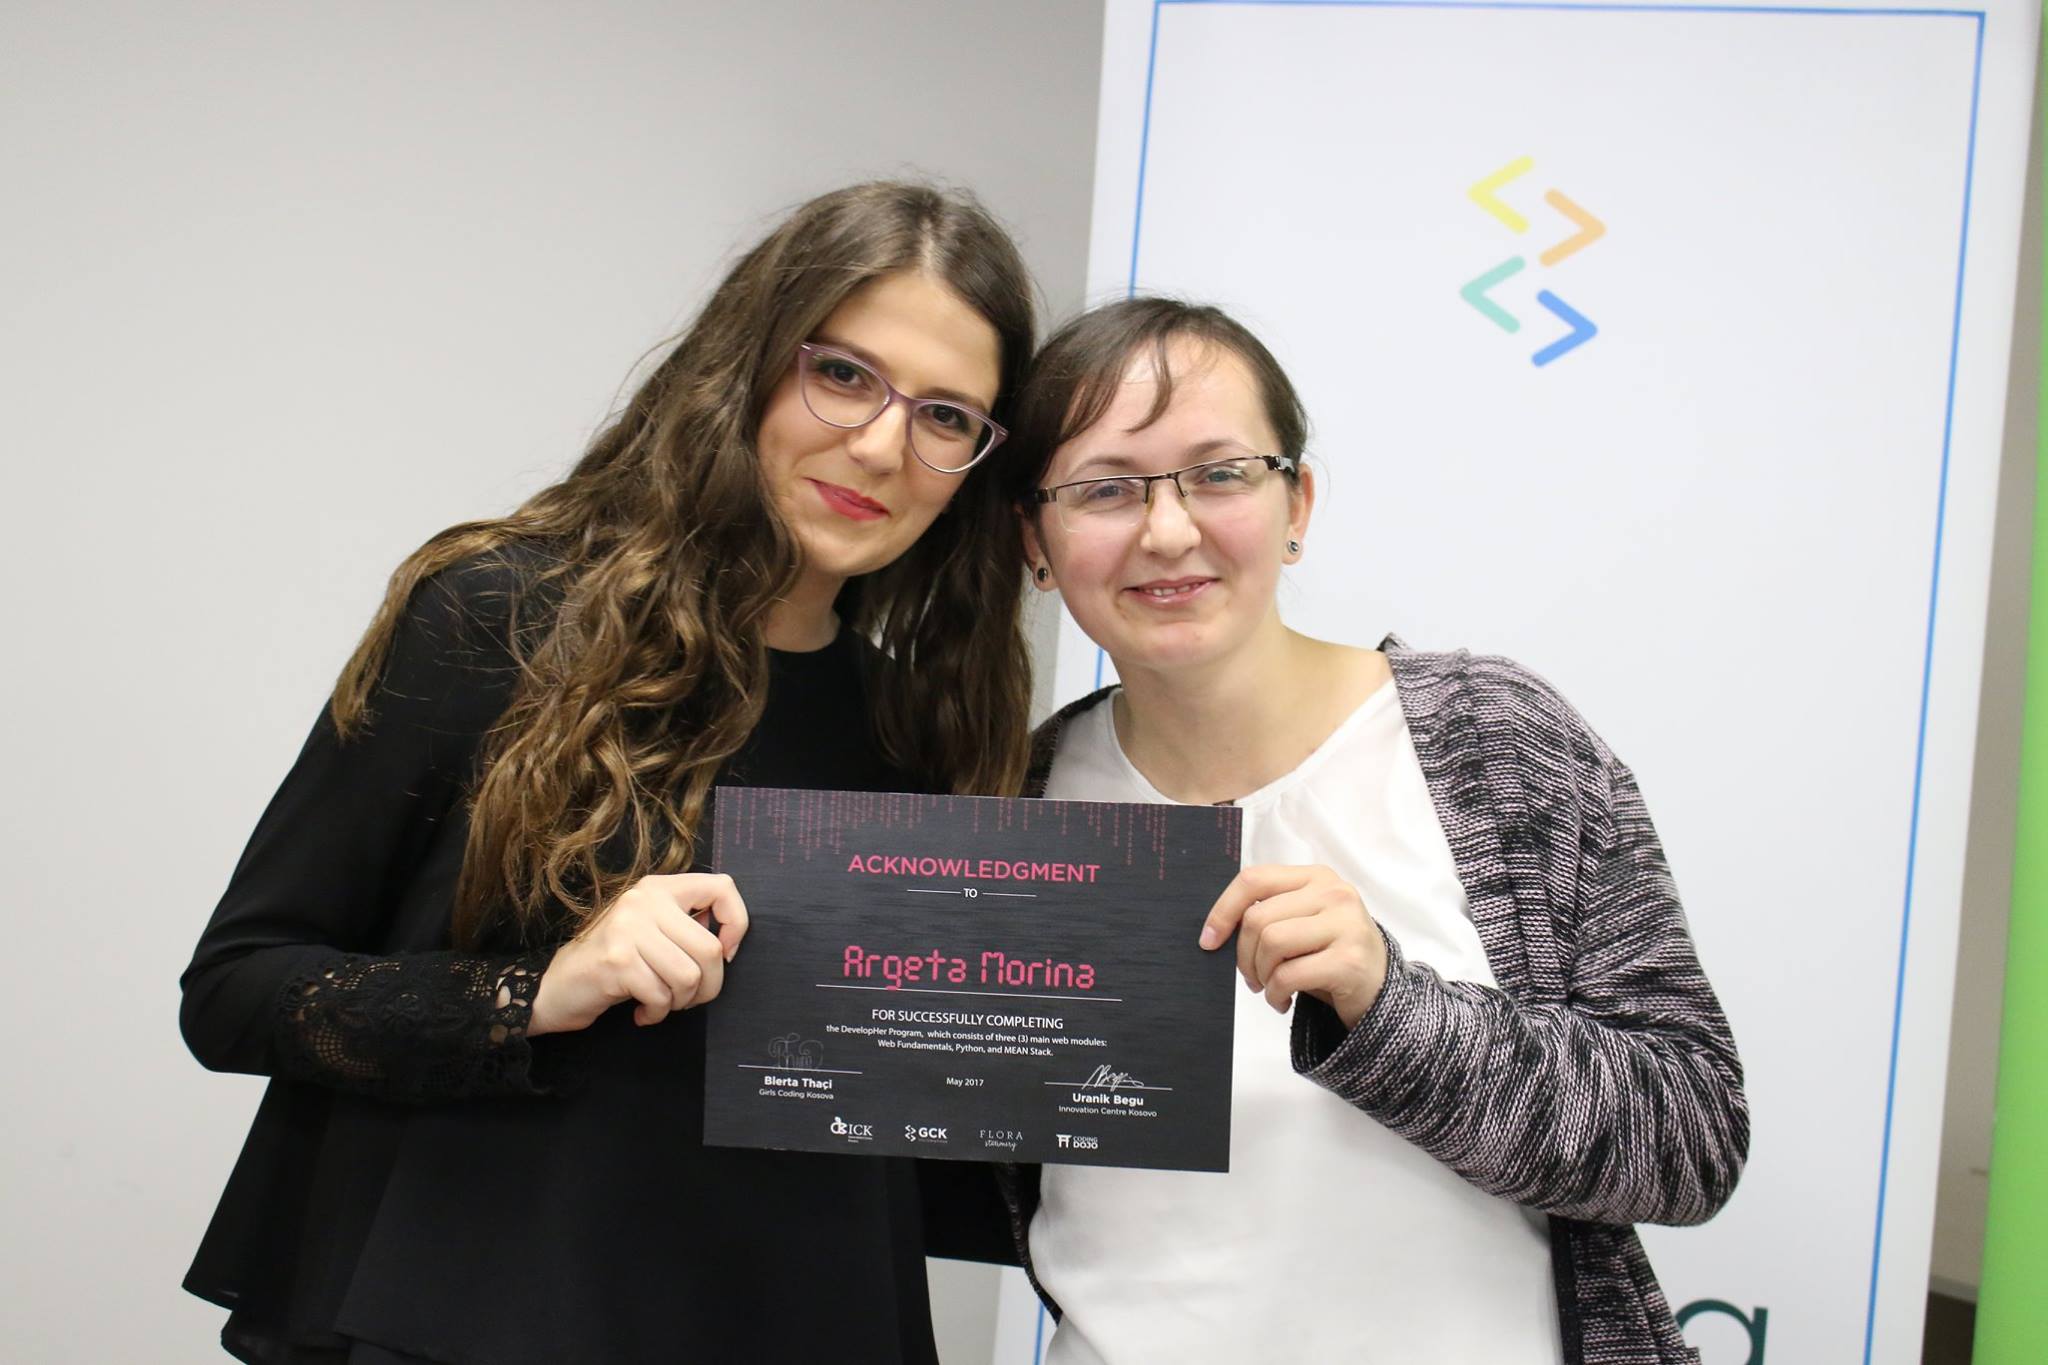 ACKNOWLEDGMENT
TO
Argeta Morina
FOR SUCCESSFULLY COMPLETING
the DevelopHer Program, which consists of three (3) main web modules:
Web Fundamentals, Python, and MEAN Stack.
Blerta Thaçi
Girls Coding Kosova
May 2017
Uranik Begu
Innovation Centre Kosovo
ICK
GCK
FLORA
stationery
CODING
DOJO
a